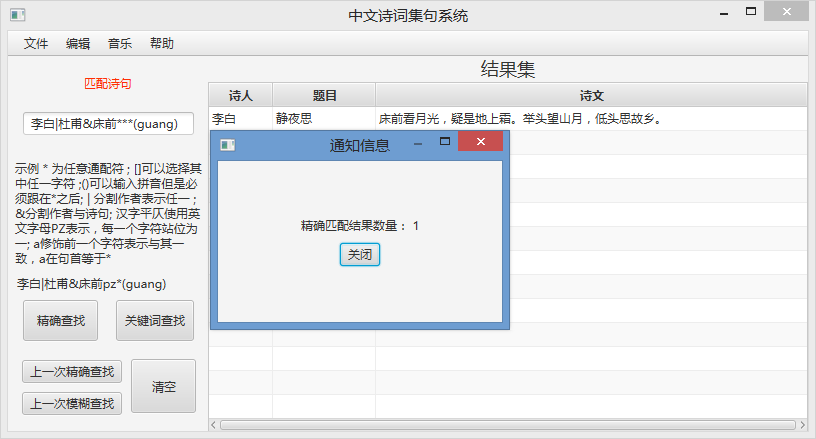 中文诗词集句系统
文件 编辑 音乐 帮助
匹配诗句
李白|杜甫&床前***(guang)
示例 * 为任意通配符 ; []可以选择其
中任一字符 ;()可以输入拼音但是必
须跟在*之后; | 分割作者表示任一 ;
&分割作者与诗句; 汉字平仄使用英
文字母PZ表示，每一个字符站位为
一; a修饰前一个字符表示与其一
致，a在句首等于*
李白|杜甫&床前pz*(guang)
精确查找 关键词查找
上一次精确查找
上一次模糊查找
清空
结果集
诗人 题目 诗文
李白 静夜思 床前看月光，疑是地上霜。举头望山月，低头思故乡。
通知信息
精确匹配结果数量： 1
关闭